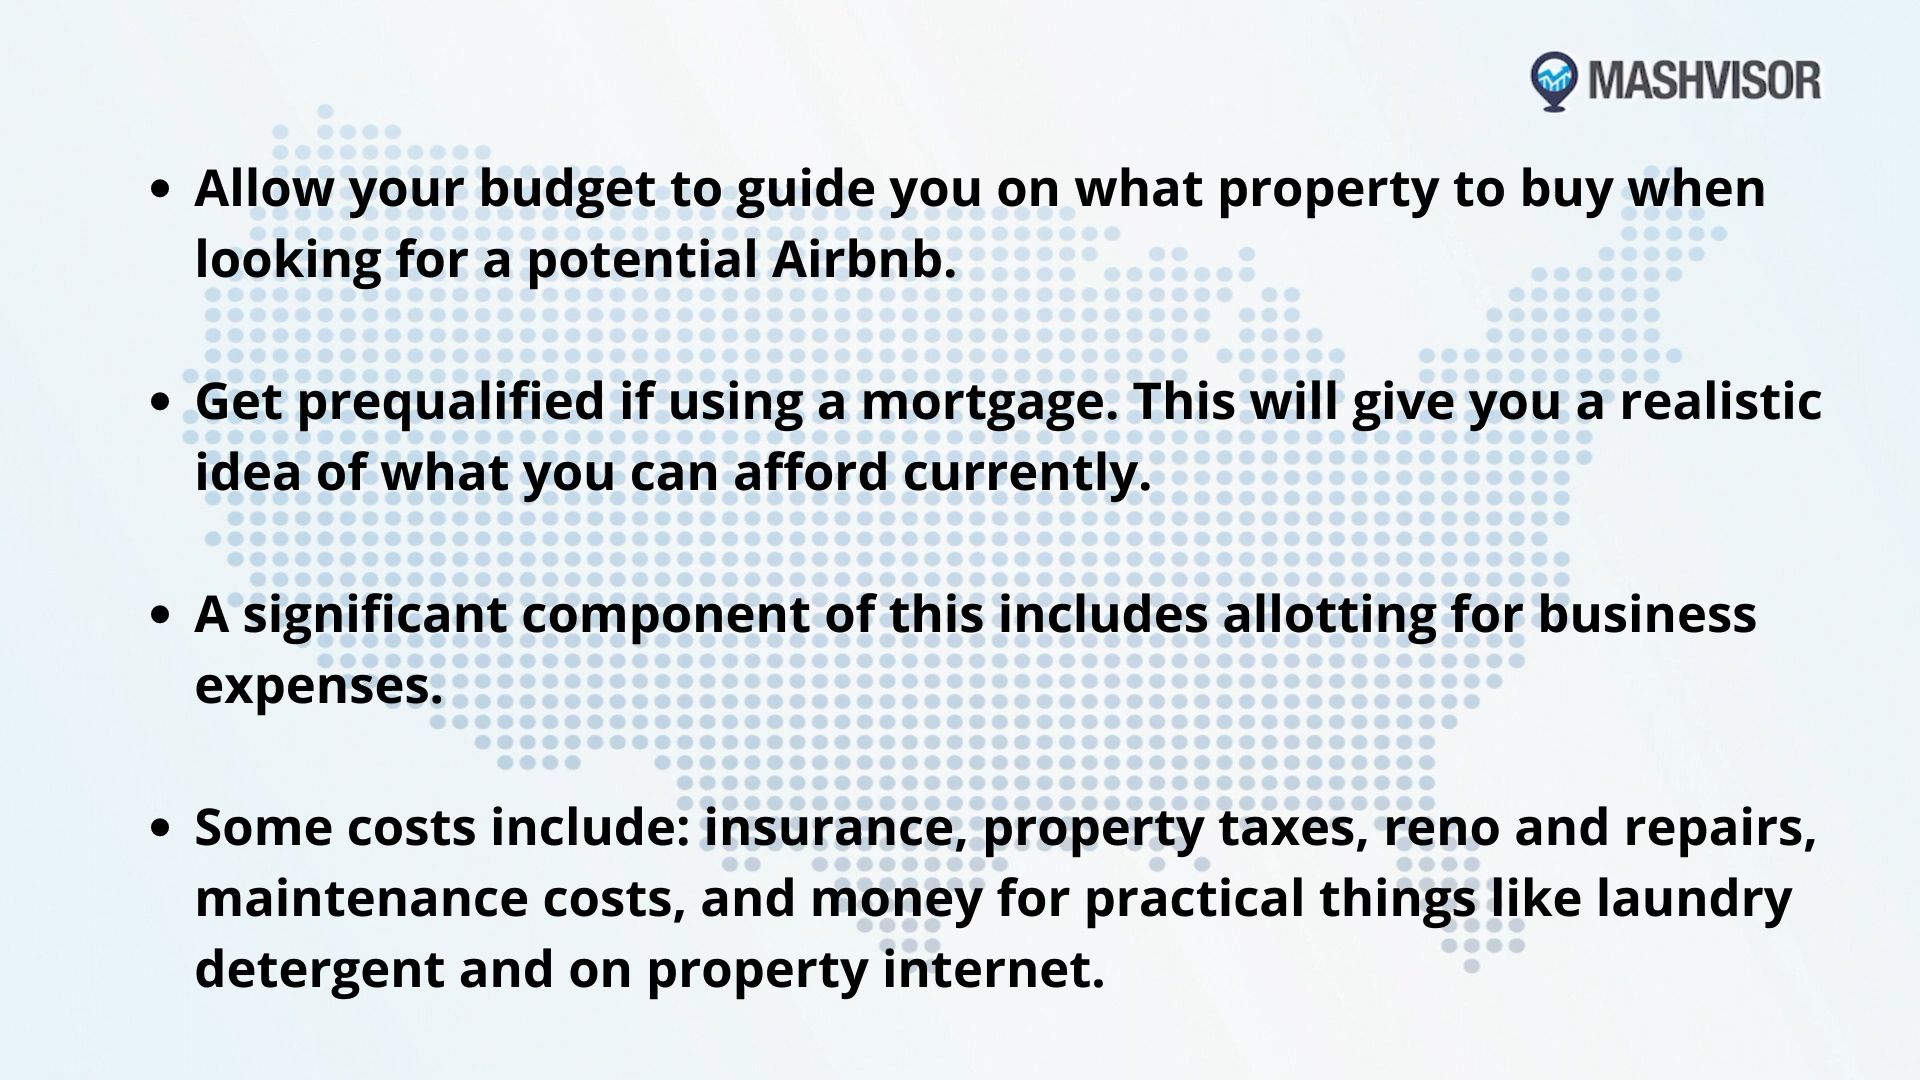 MASHVISOR
• Allow your budget to guide you on what property to buy when
looking for a potential Airbnb.
• Get prequalified if using a mortgage. This will give you a realistic
idea of what you can afford currently.
• A significant component of this includes allotting for business
expenses.
• Some costs include: insurance, property taxes, reno and repairs,
maintenance costs, and money for practical things like laundry
detergent and on property internet.